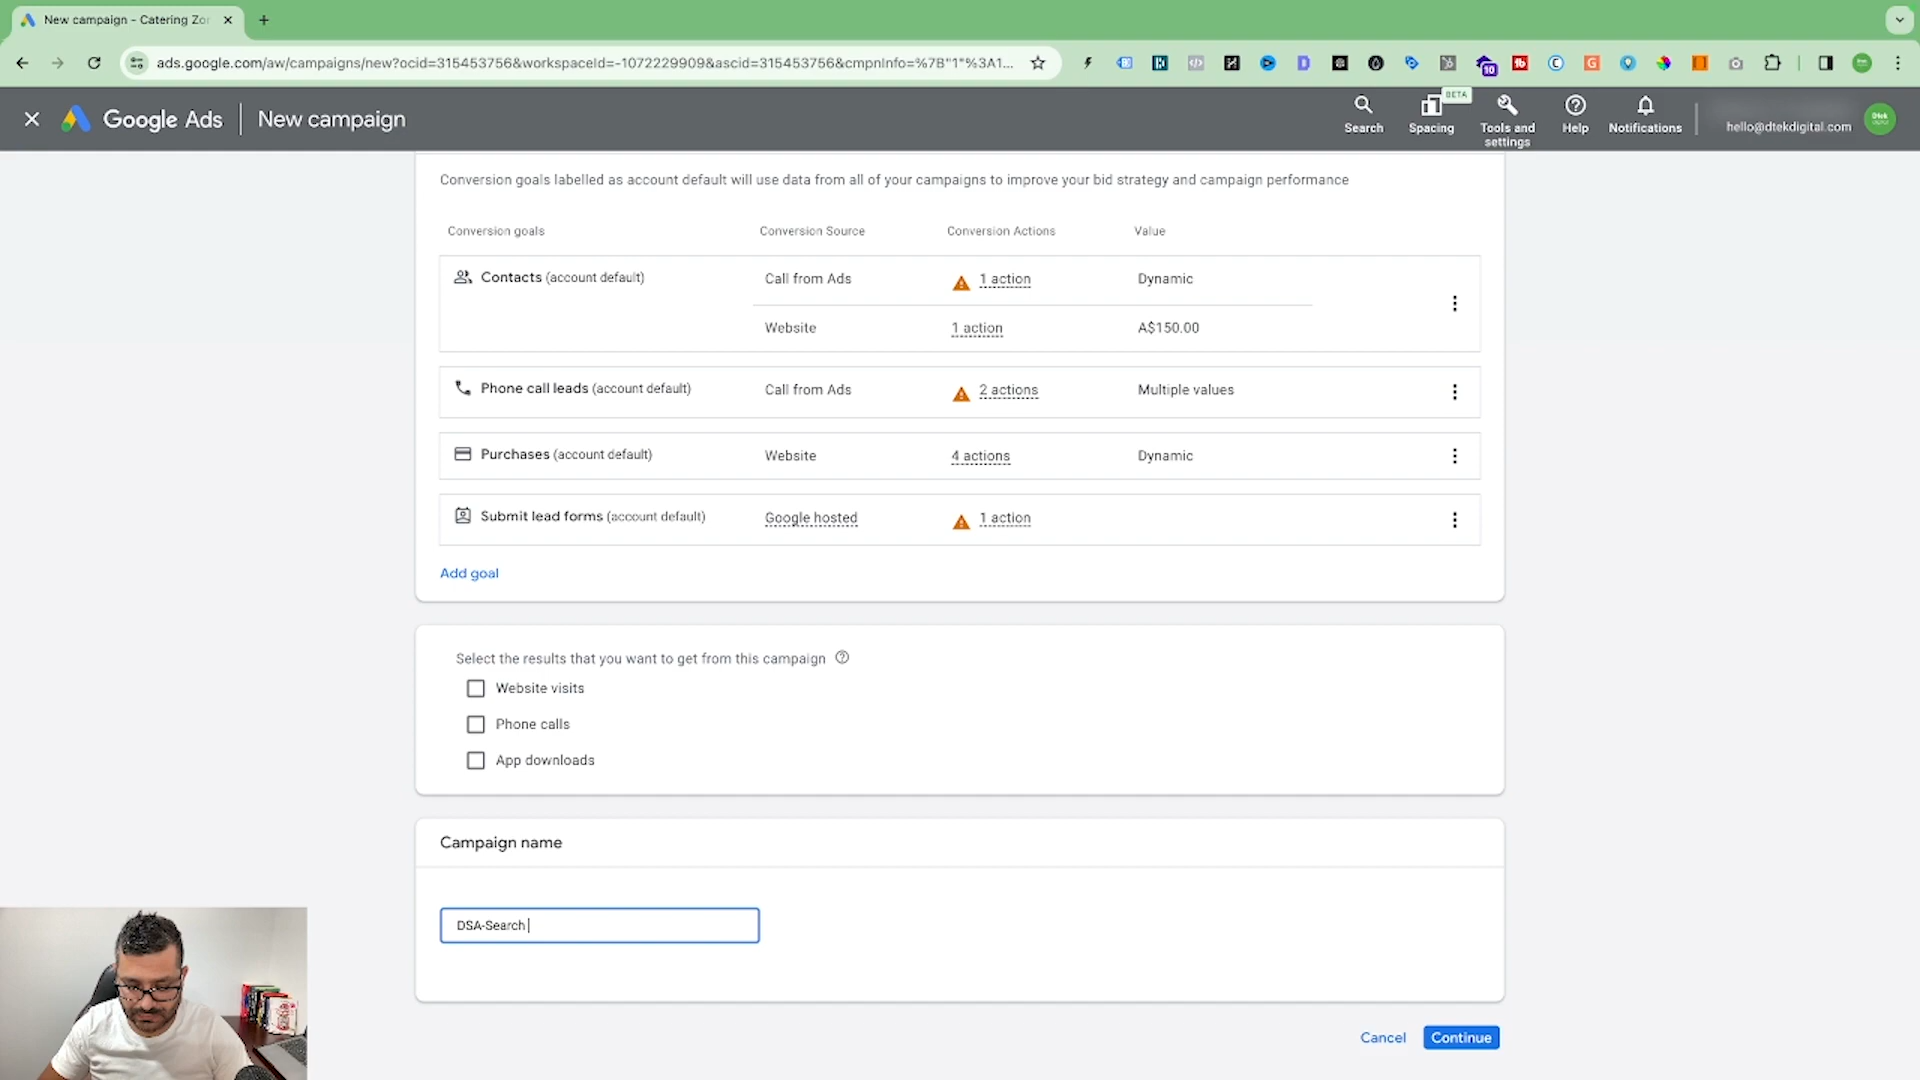 New campaign - Catering Zor
ads.google.com/aw/campaigns/new?ocid=315453756&workspaceId=-1072229909&ascid=315453756&cmpnInfo=%7B"1"%3A1...
10
Google Ads
New campaign
Search
BETA
Spacing
Tools and settings
Help
Notifications
hello@dtekdigital.com
Conversion goals labelled as account default will use data from all of your campaigns to improve your bid strategy and campaign performance
Conversion goals Conversion Source Conversion Actions Value
Contacts (account default) Call from Ads 1 action Dynamic
Website 1 action A$150.00
Phone call leads (account default) Call from Ads 2 actions Multiple values
Purchases (account default) Website 4 actions Dynamic
Submit lead forms (account default) Google hosted 1 action
Add goal
Select the results that you want to get from this campaign
Website visits
Phone calls
App downloads
Campaign name
DSA-Search
Cancel Continue